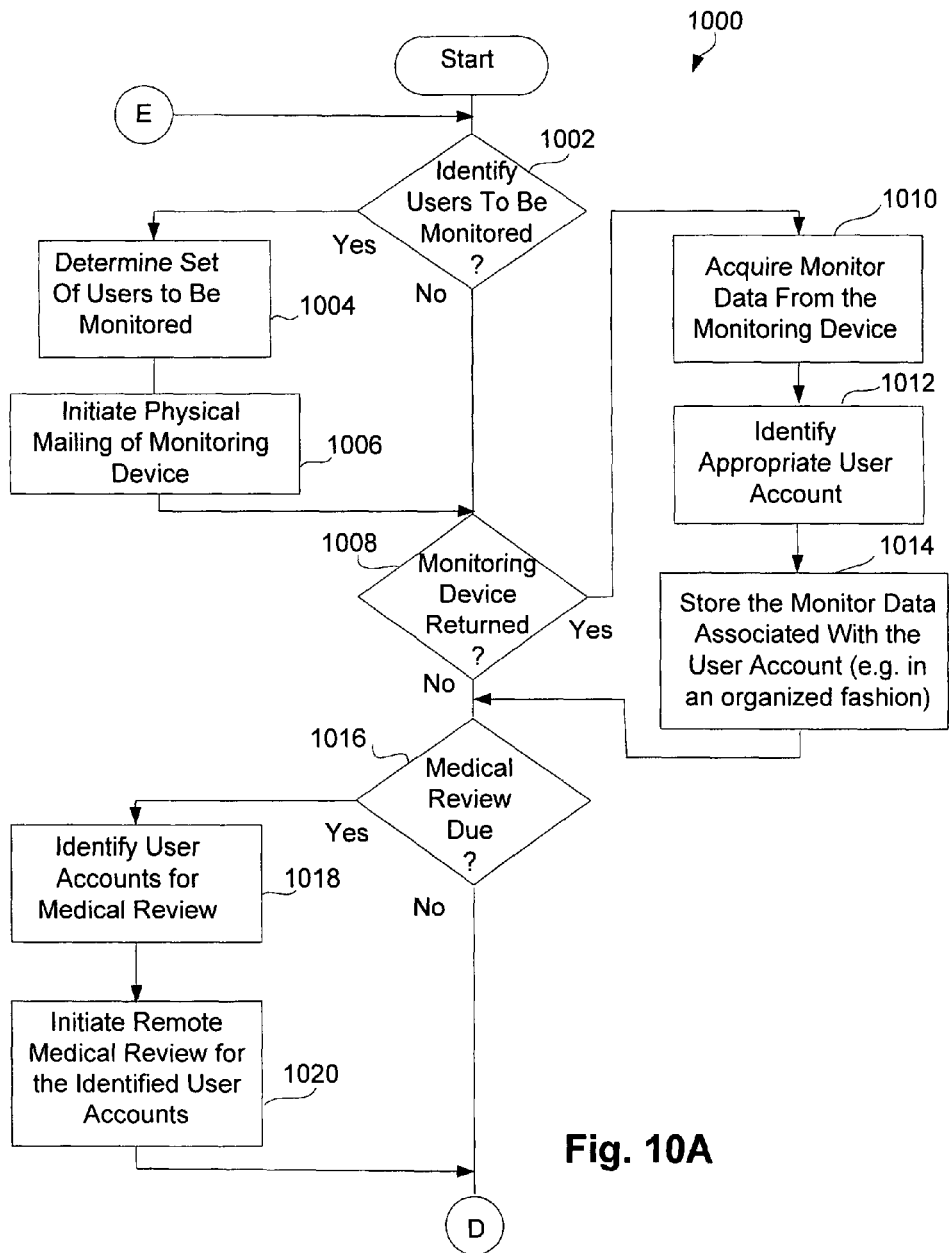 1000
Start
E
1002
Identify
Users To Be
Monitored
?
Yes
No
Determine Set
Of Users to Be
Monitored
1004
Initiate Physical
Mailing of Monitoring
Device
1006
1008
Monitoring
Device
Returned
?
Yes
No
1010
Acquire Monitor
Data From the
Monitoring Device
1012
Identify
Appropriate User
Account
1014
Store the Monitor Data
Associated With the
User Account (e.g. in
an organized fashion)
1016
Medical
Review
Due
?
Yes
No
Identify User
Accounts for
Medical Review
1018
Initiate Remote
Medical Review for
the Identified User
Accounts
1020
Fig. 10A
D